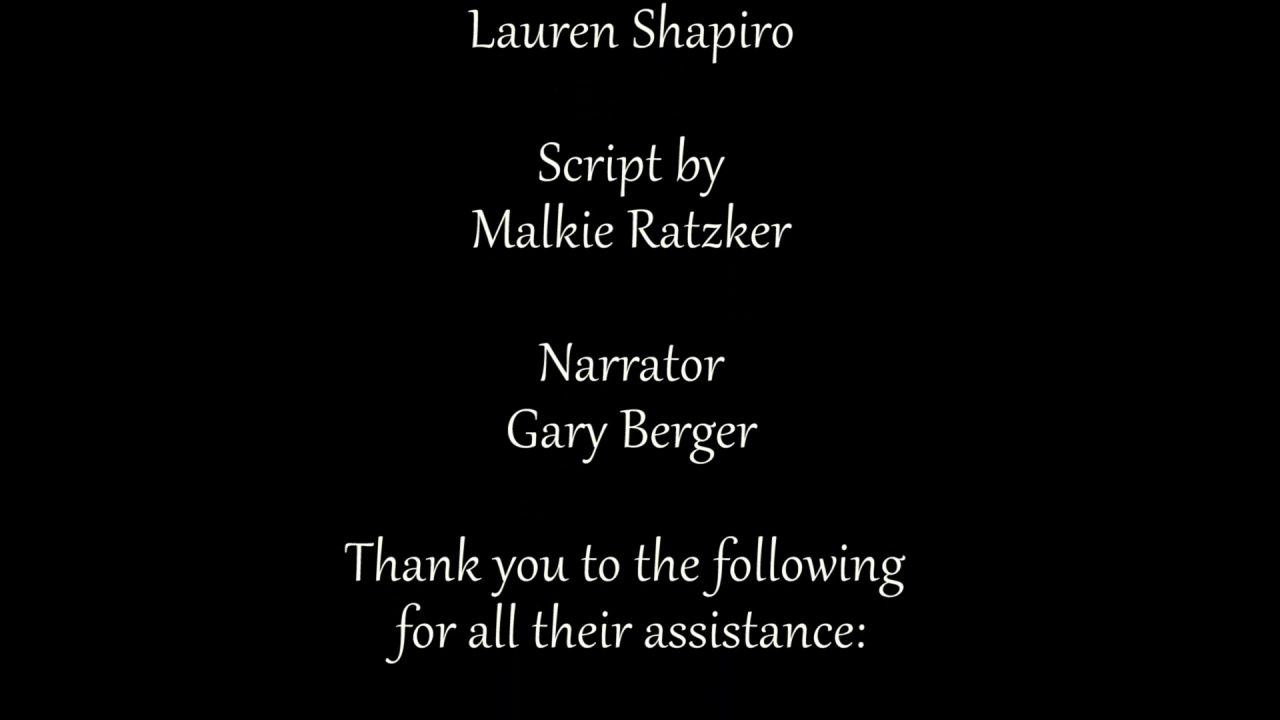 Lauren Shapiro
Script by
Malkie Ratzker
Narrator
Gary Berger
Thank you to the following
for all their assistance: